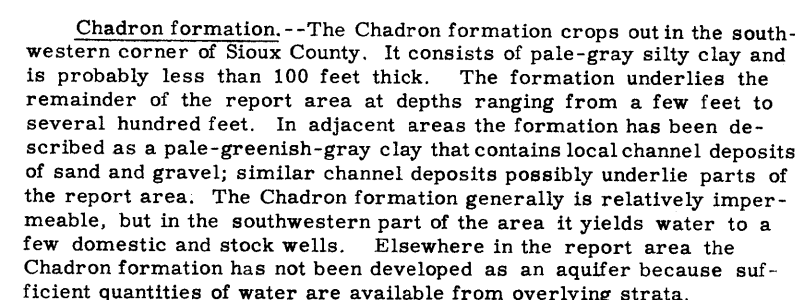 Chadron formation.--The Chadron formation crops out in the south-
western corner of Sioux County. It consists of pale-gray silty clay and
is probably less than 100 feet thick. The formation underlies the
remainder of the report area at depths ranging from a few feet to
several hundred feet. In adjacent areas the formation has been de-
scribed as a pale-greenish-gray clay that contains local channel deposits
of sand and gravel; similar channel deposits possibly underlie parts of
the report area. The Chadron formation generally is relatively imper-
meable, but in the southwestern part of the area it yields water to a
few domestic and stock wells. Elsewhere in the report area the
Chadron formation has not been developed as an aquifer because suf-
ficient quantities of water are available from overlying strata.